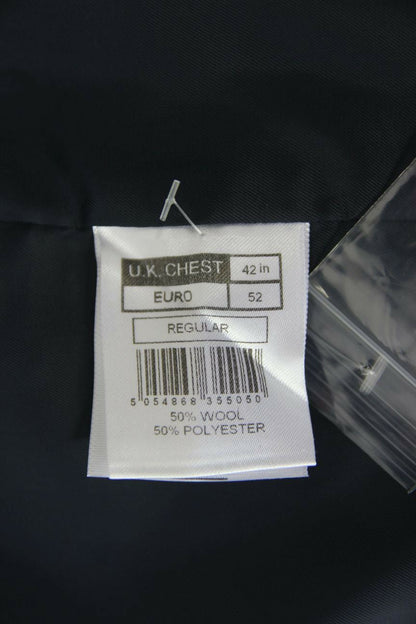 U.K. CHEST 42 in
EURO 52
REGULAR
5 054868 355050
50% WOOL
50% POLYESTER